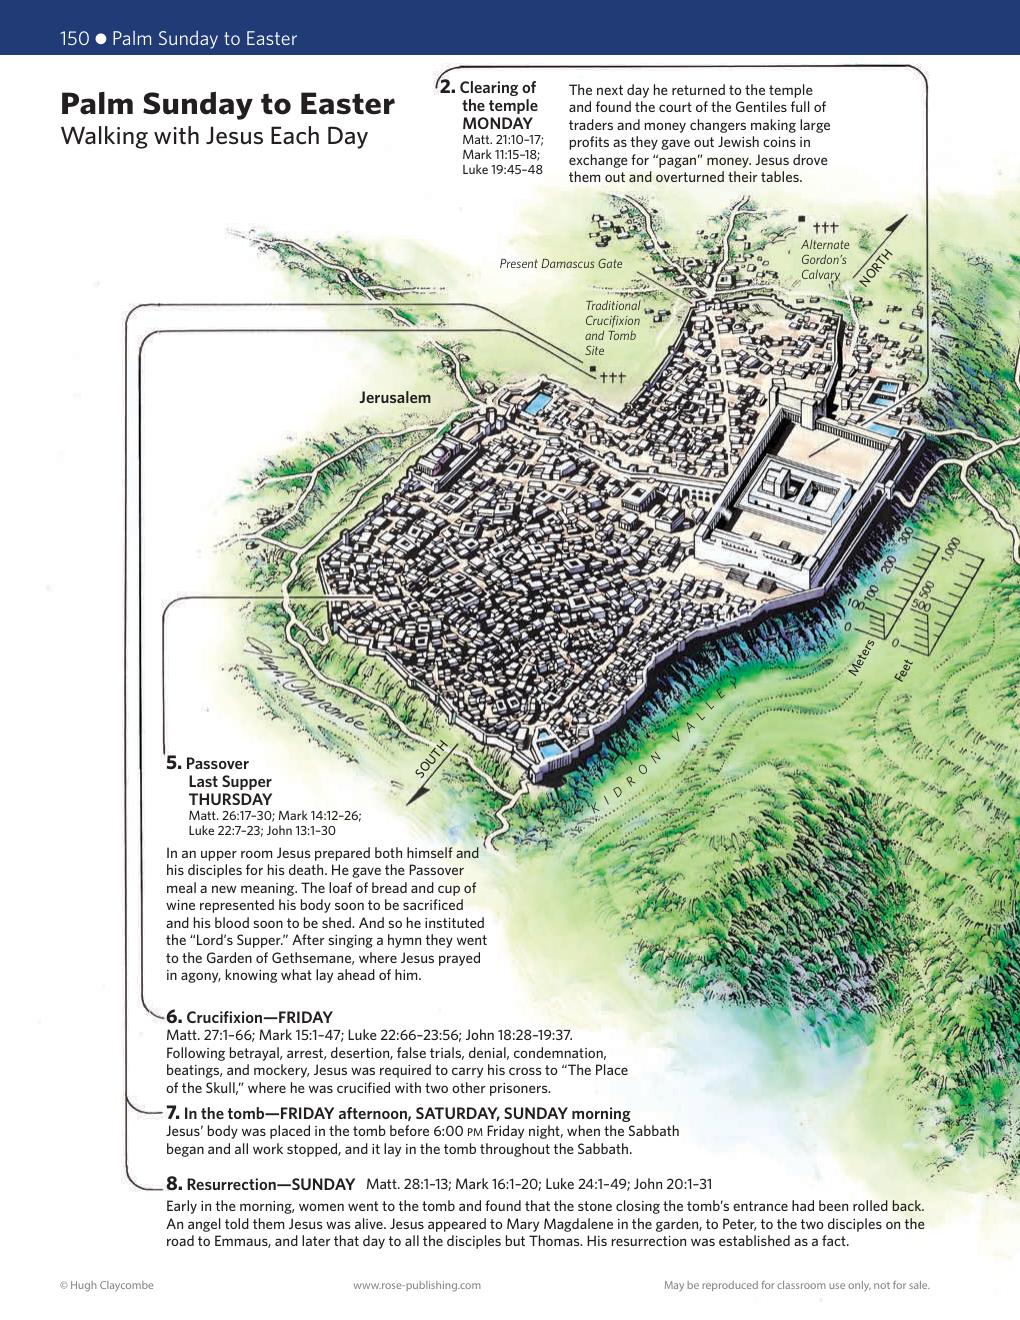 150 ● Palm Sunday to Easter
Palm Sunday to Easter
Walking with Jesus Each Day
2. Clearing of
the temple
MONDAY
Matt. 21:10–17;
Mark 11:15–18;
Luke 19:45–48
The next day he returned to the temple
and found the court of the Gentiles full of
traders and money changers making large
profits as they gave out Jewish coins in
exchange for “pagan” money. Jesus drove
them out and overturned their tables.
Present Damascus Gate
Alternate
Gordon’s
Calvary
NORTH
Traditional
Crucifixion
and Tomb
Site
Jerusalem
300
200
100
0
Meters
1,000
500
0
Feet
KIDRON VALLEY
SOUTH
Hugh Claycombe
5. Passover
Last Supper
THURSDAY
Matt. 26:17–30; Mark 14:12–26;
Luke 22:7–23; John 13:1–30
In an upper room Jesus prepared both himself and
his disciples for his death. He gave the Passover
meal a new meaning. The loaf of bread and cup of
wine represented his body soon to be sacrificed
and his blood soon to be shed. And so he instituted
the “Lord’s Supper.” After singing a hymn they went
to the Garden of Gethsemane, where Jesus prayed
in agony, knowing what lay ahead of him.
6. Crucifixion—FRIDAY
Matt. 27:1–66; Mark 15:1–47; Luke 22:66–23:56; John 18:28–19:37.
Following betrayal, arrest, desertion, false trials, denial, condemnation,
beatings, and mockery, Jesus was required to carry his cross to “The Place
of the Skull,” where he was crucified with two other prisoners.
7. In the tomb—FRIDAY afternoon, SATURDAY, SUNDAY morning
Jesus’ body was placed in the tomb before 6:00 PM Friday night, when the Sabbath
began and all work stopped, and it lay in the tomb throughout the Sabbath.
8. Resurrection—SUNDAY Matt. 28:1–13; Mark 16:1–20; Luke 24:1–49; John 20:1–31
Early in the morning, women went to the tomb and found that the stone closing the tomb’s entrance had been rolled back.
An angel told them Jesus was alive. Jesus appeared to Mary Magdalene in the garden, to Peter, to the two disciples on the
road to Emmaus, and later that day to all the disciples but Thomas. His resurrection was established as a fact.
© Hugh Claycombe
www.rose-publishing.com
May be reproduced for classroom use only, not for sale.